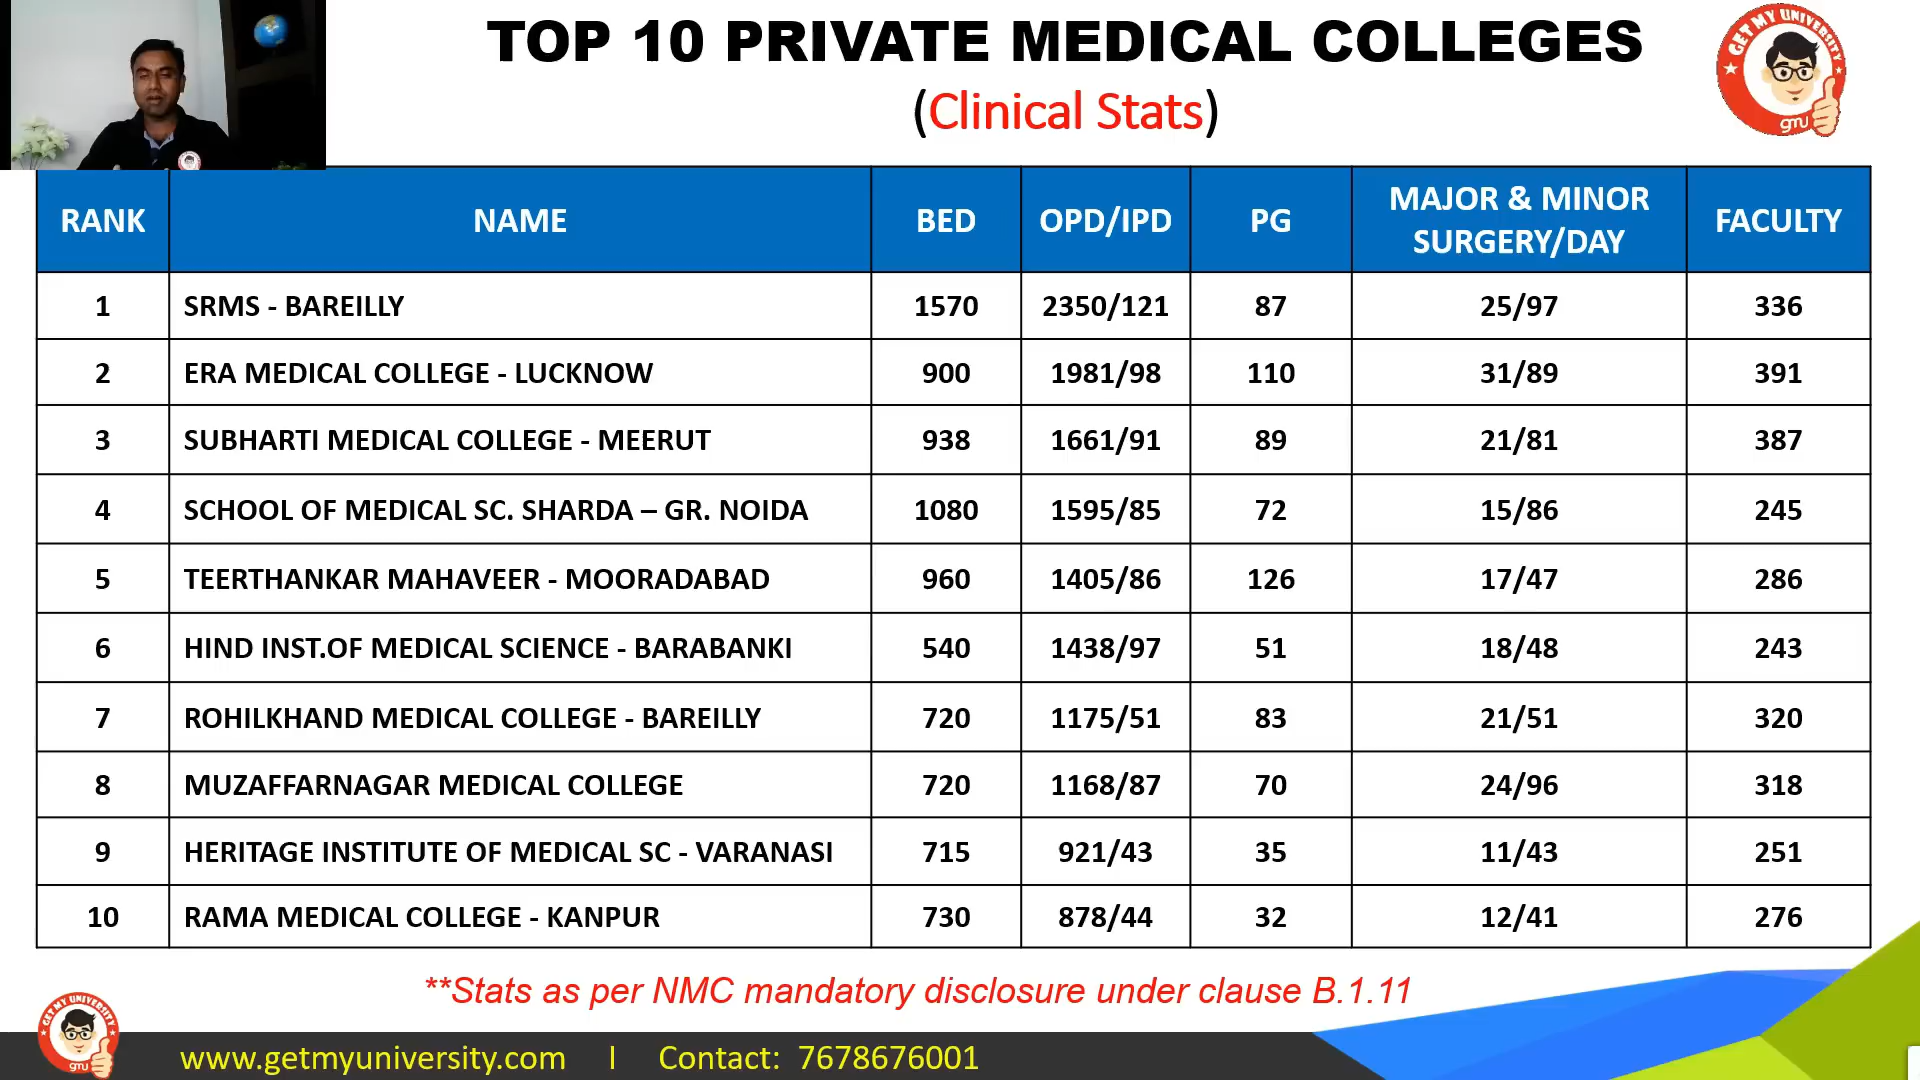 TOP 10 PRIVATE MEDICAL COLLEGES
(Clinical Stats)
GET MY UNIVERSITY
gmu
RANK NAME BED OPD/IPD PG MAJOR & MINOR SURGERY/DAY FACULTY
1 SRMS - BAREILLY 1570 2350/121 87 25/97 336
2 ERA MEDICAL COLLEGE - LUCKNOW 900 1981/98 110 31/89 391
3 SUBHARTI MEDICAL COLLEGE - MEERUT 938 1661/91 89 21/81 387
4 SCHOOL OF MEDICAL SC. SHARDA – GR. NOIDA 1080 1595/85 72 15/86 245
5 TEERTHANKAR MAHAVEER - MOORADABAD 960 1405/86 126 17/47 286
6 HIND INST.OF MEDICAL SCIENCE - BARABANKI 540 1438/97 51 18/48 243
7 ROHILKHAND MEDICAL COLLEGE - BAREILLY 720 1175/51 83 21/51 320
8 MUZAFFARNAGAR MEDICAL COLLEGE 720 1168/87 70 24/96 318
9 HERITAGE INSTITUTE OF MEDICAL SC - VARANASI 715 921/43 35 11/43 251
10 RAMA MEDICAL COLLEGE - KANPUR 730 878/44 32 12/41 276
**Stats as per NMC mandatory disclosure under clause B.1.11
GET MY UNIVERSITY
gmu
www.getmyuniversity.com | Contact: 7678676001